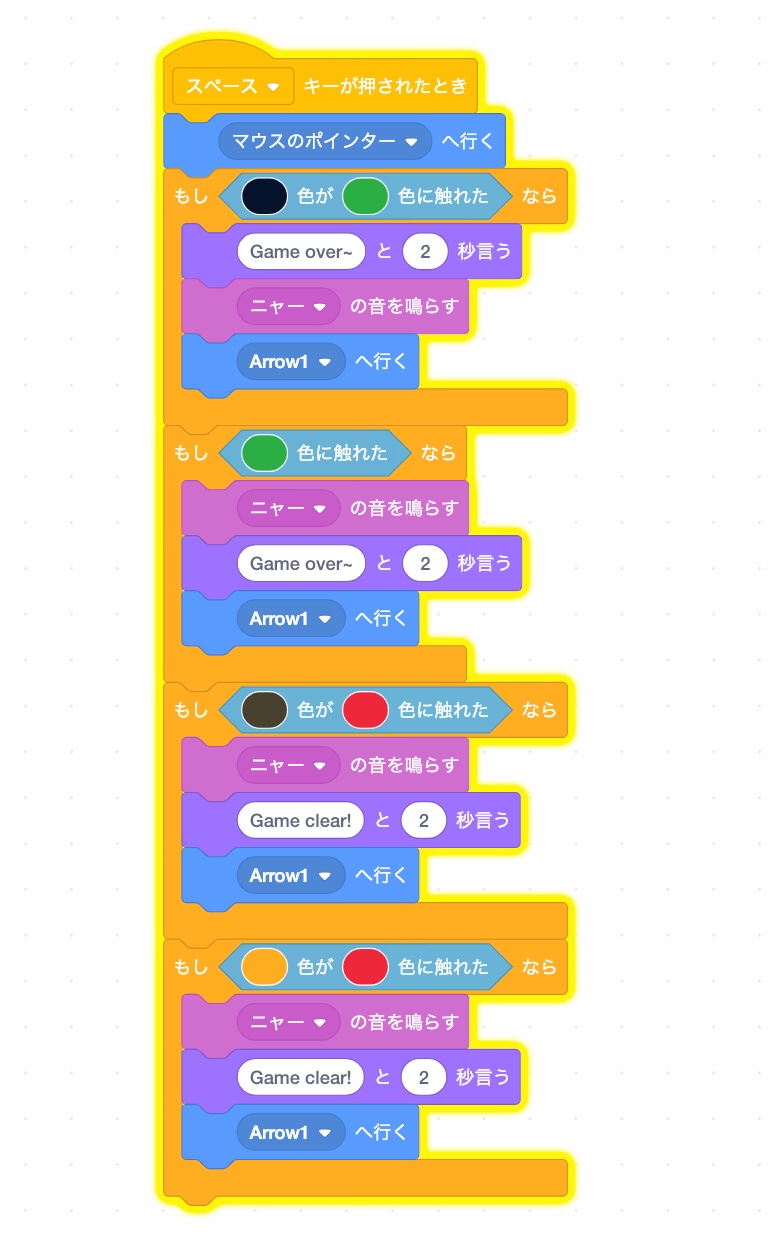 スペース キーが押されたとき
マウスのポインター へ行く
もし 色が 色に触れた なら
Game over~ と 2 秒言う
ニャー の音を鳴らす
Arrow1 へ行く
もし 色に触れた なら
ニャー の音を鳴らす
Game over~ と 2 秒言う
Arrow1 へ行く
もし 色が 色に触れた なら
ニャー の音を鳴らす
Game clear! と 2 秒言う
Arrow1 へ行く
もし 色が 色に触れた なら
ニャー の音を鳴らす
Game clear! と 2 秒言う
Arrow1 へ行く